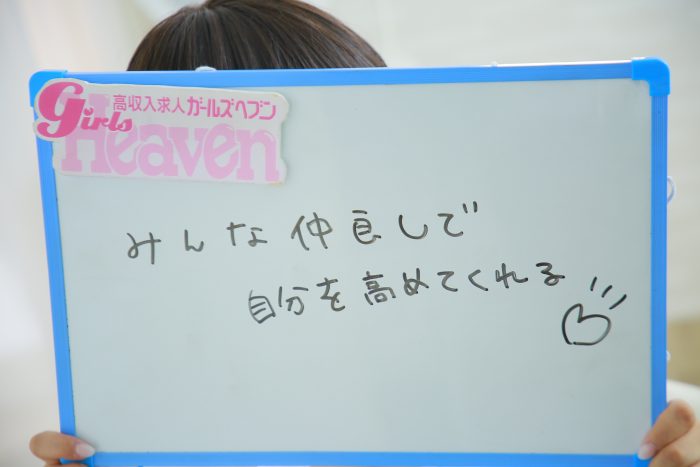 高収入求人ガールズヘブン
Girls
Heaven
みんな仲良しで
自分を高めてくれる